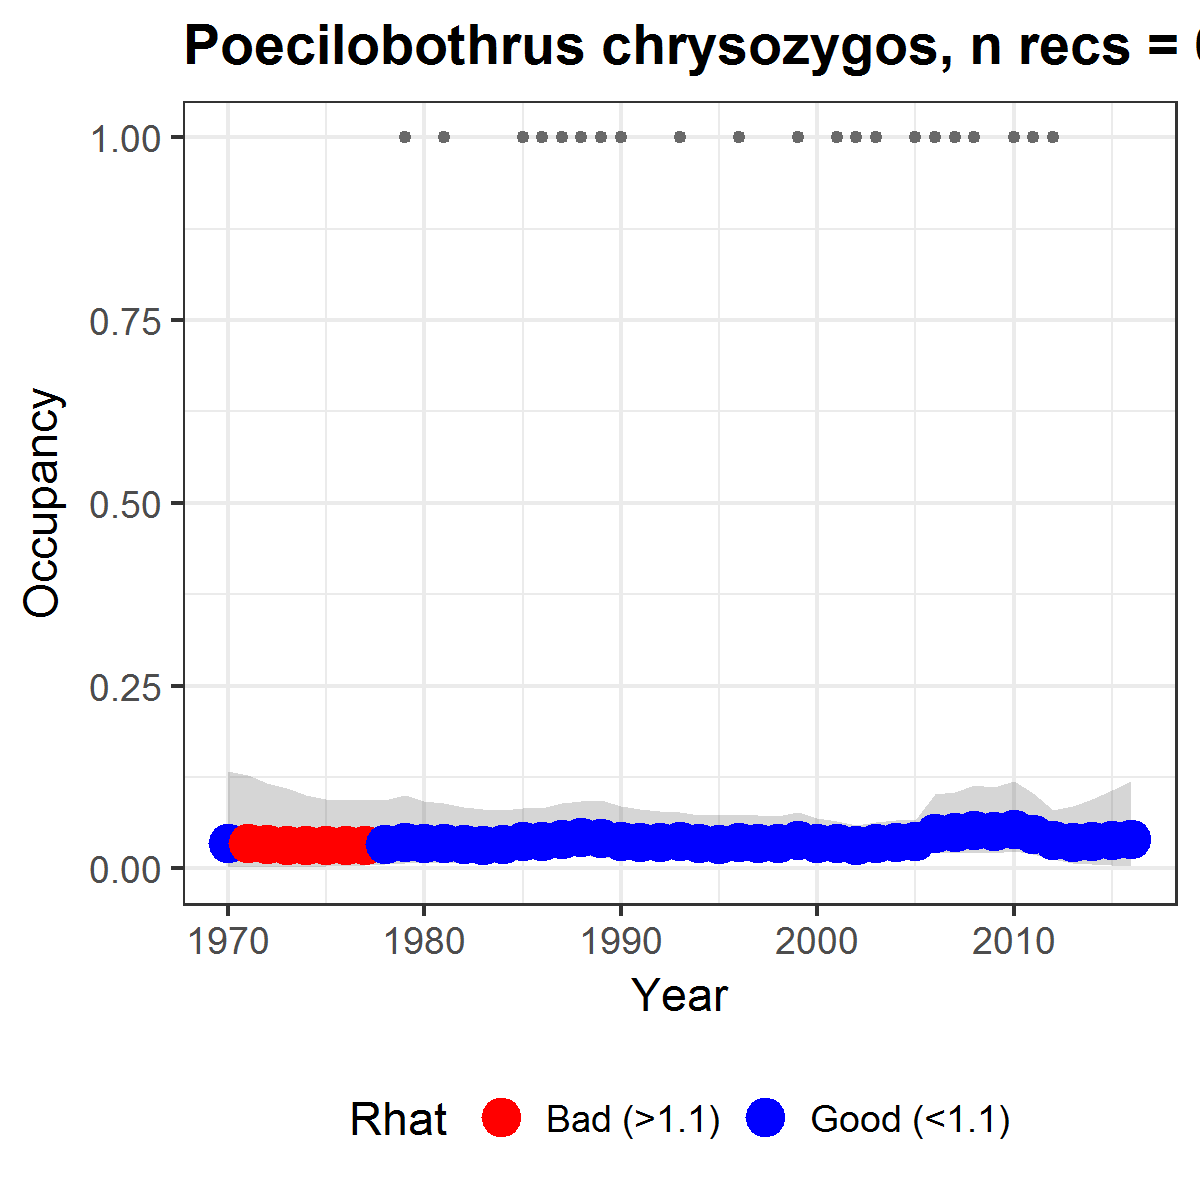 Poecilobothrus chrysozygos, n recs =
1.00
0.75
0.50
0.25
0.00
Occupancy
1970 1980 1990 2000 2010
Year
Rhat Bad (>1.1) Good (<1.1)